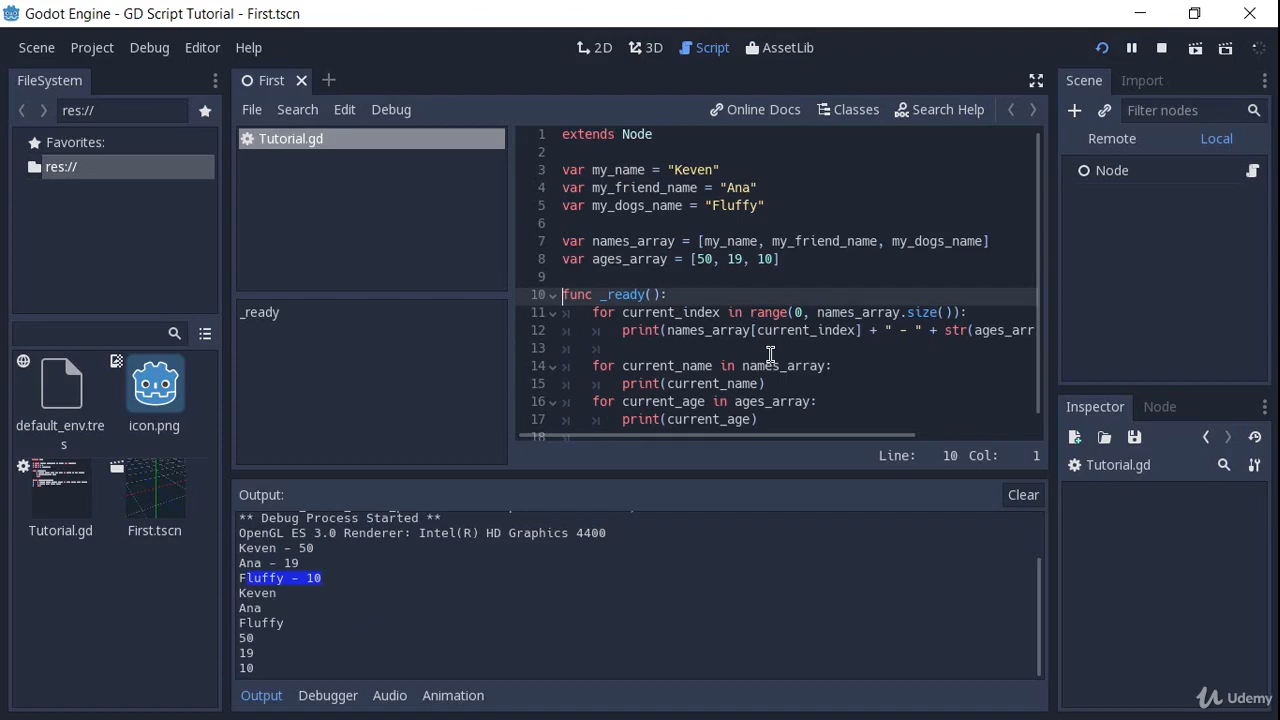 Godot Engine - GD Script Tutorial - First.tscn
Scene Project Debug Editor Help
2D 3D Script AssetLib
FileSystem
res://
Favorites:
res://
default_env.tres
icon.png
Tutorial.gd
First.tscn
First
File Search Edit Debug
Online Docs Classes Search Help
Tutorial.gd
_ready
1 extends Node
2
3 var my_name = "Keven"
4 var my_friend_name = "Ana"
5 var my_dogs_name = "Fluffy"
6
7 var names_array = [my_name, my_friend_name, my_dogs_name]
8 var ages_array = [50, 19, 10]
9
10 func _ready():
11 for current_index in range(0, names_array.size()):
12 print(names_array[current_index] + " - " + str(ages_arr
13
14 for current_name in names_array:
15 print(current_name)
16 for current_age in ages_array:
17 print(current_age)
18
Line: 10 Col: 1
Output:
Clear
** Debug Process Started **
OpenGL ES 3.0 Renderer: Intel(R) HD Graphics 4400
Keven - 50
Ana - 19
Fluffy - 10
Keven
Ana
Fluffy
50
19
10
Output Debugger Audio Animation
Scene Import
Filter nodes
Remote Local
Node
Inspector Node
Tutorial.gd
Udemy